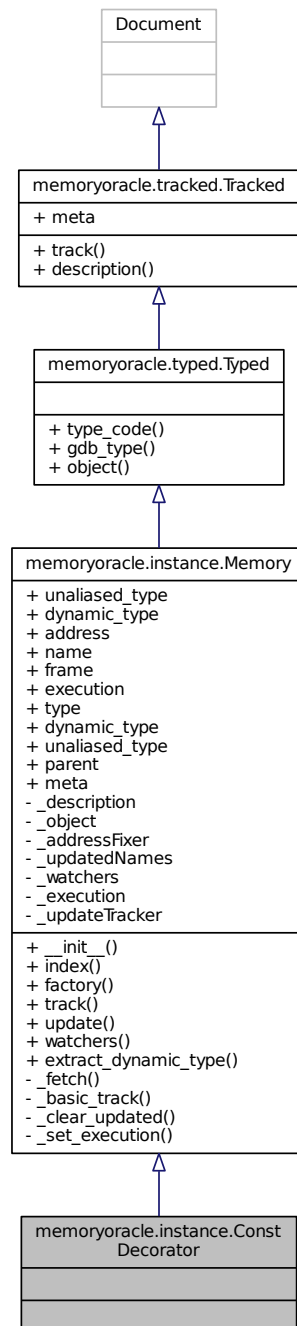 Document
memoryoracle.tracked.Tracked
+ meta
+ track()
+ description()
memoryoracle.typed.Typed
+ type_code()
+ gdb_type()
+ object()
memoryoracle.instance.Memory
+ unaliased_type
+ dynamic_type
+ address
+ name
+ frame
+ execution
+ type
+ dynamic_type
+ unaliased_type
+ parent
+ meta
- _description
- _object
- _addressFixer
- _updatedNames
- _watchers
- _execution
- _updateTracker
+ __init__()
+ index()
+ factory()
+ track()
+ update()
+ watchers()
+ extract_dynamic_type()
- _fetch()
- _basic_track()
- _clear_updated()
- _set_execution()
memoryoracle.instance.Const
Decorator